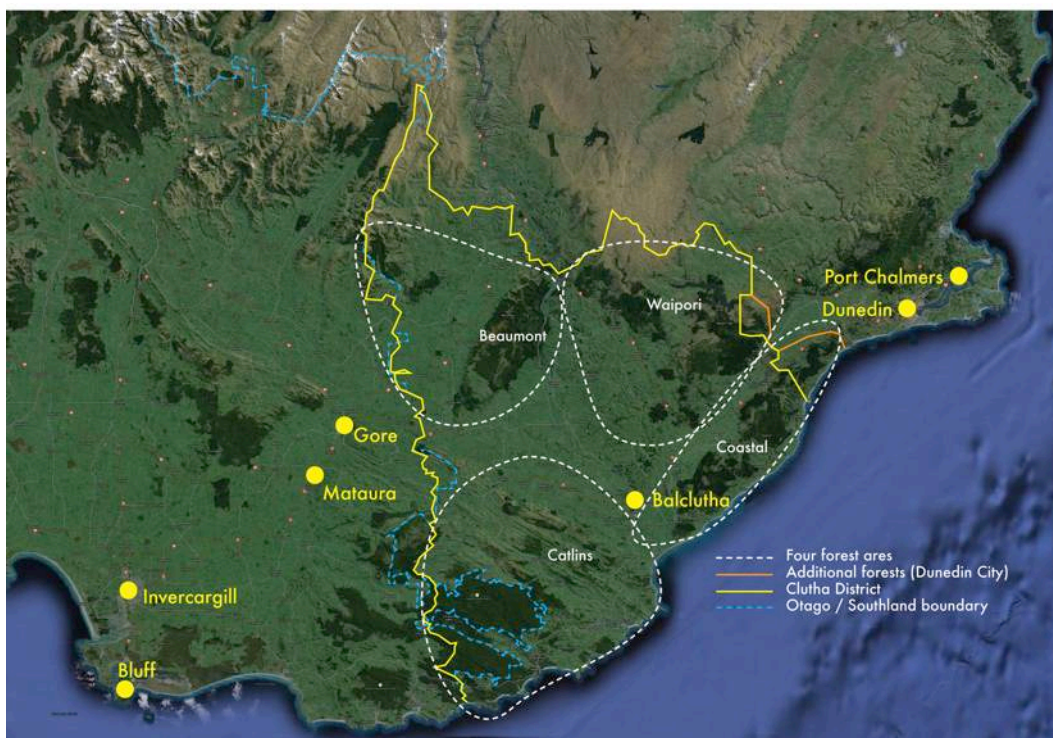 Port Chalmers
Waipori
Dunedin
Beaumont
Gore
Coastal
Mataura
Balclutha
Catlins
Four forest ares
Additional forests (Dunedin City)
Clutha District
Otago / Southland boundary
Invercargill
Bluff